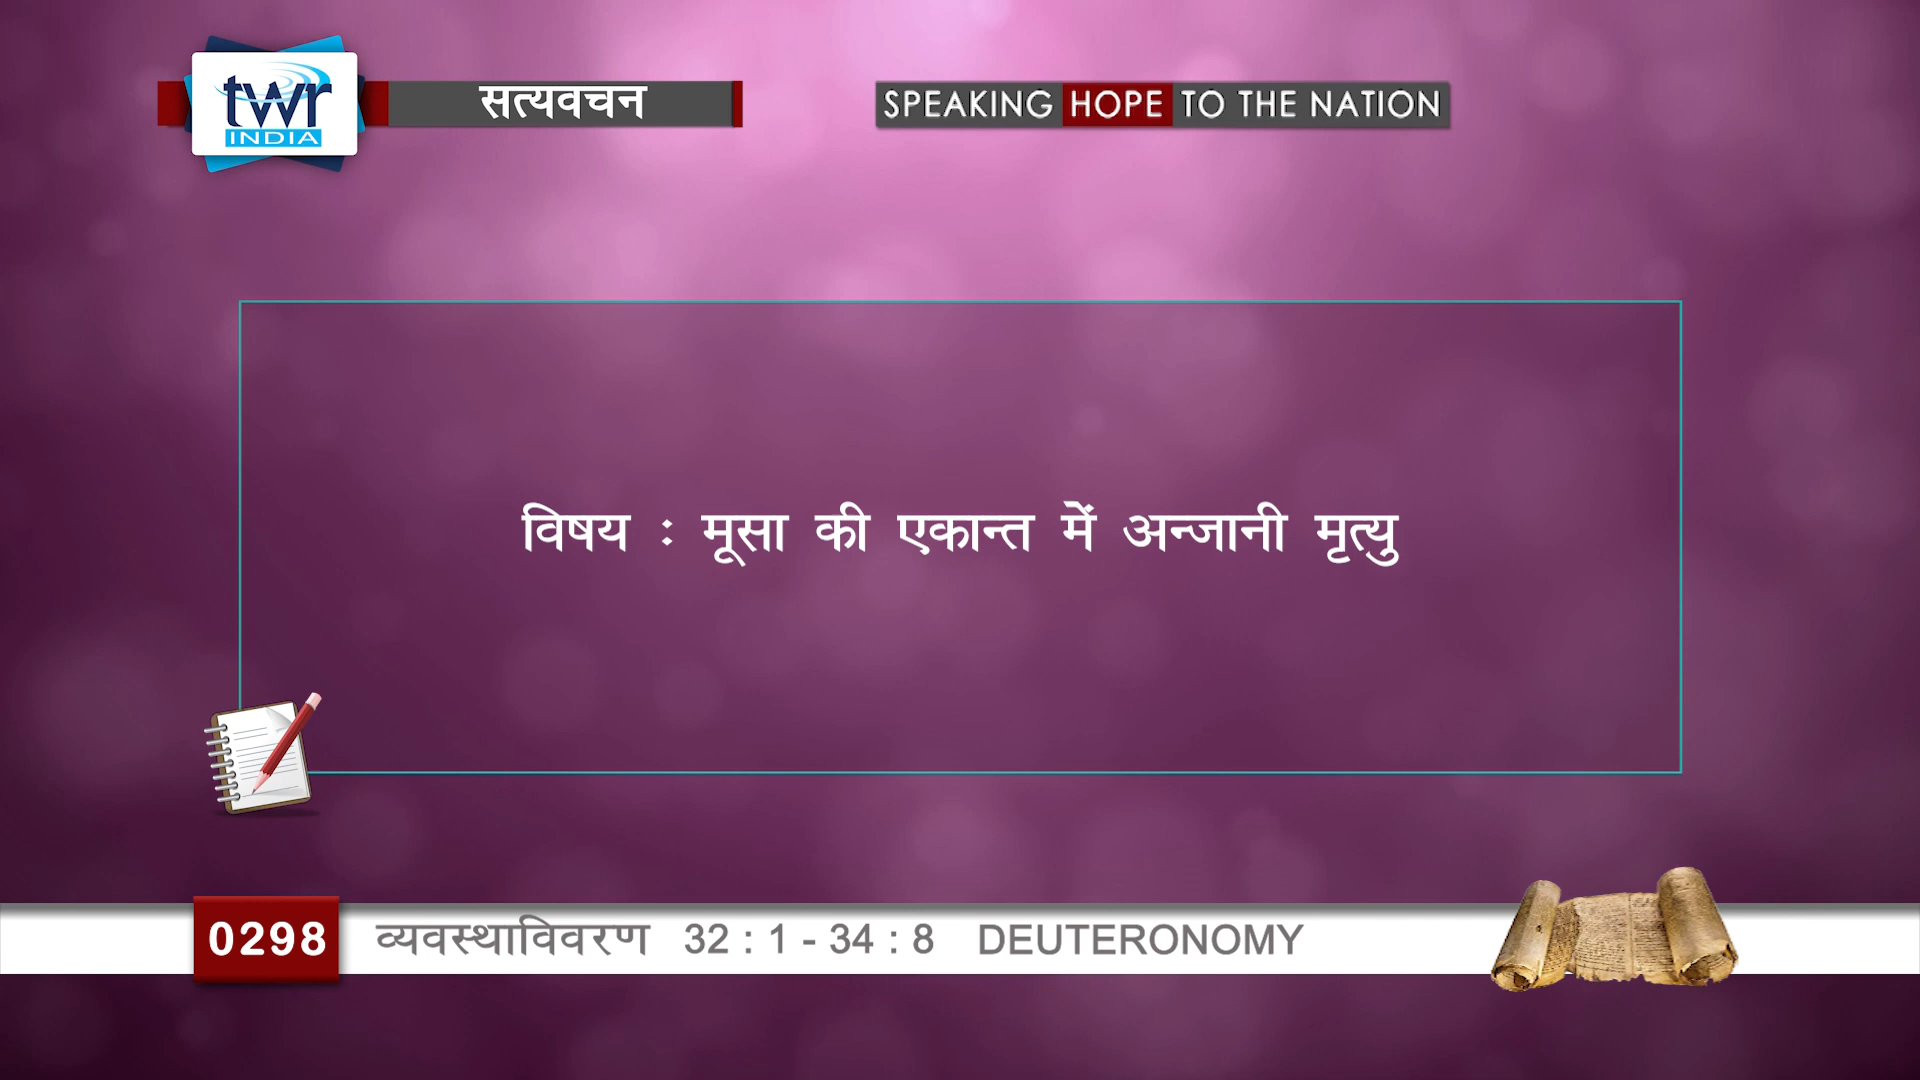 twr
INDIA
सत्यवचन
SPEAKING HOPE TO THE NATION
विषय : मूसा की एकान्त में अन्जानी मृत्यु
0298 व्यवस्थाविवरण 32 : 1 - 34 : 8 DEUTERONOMY